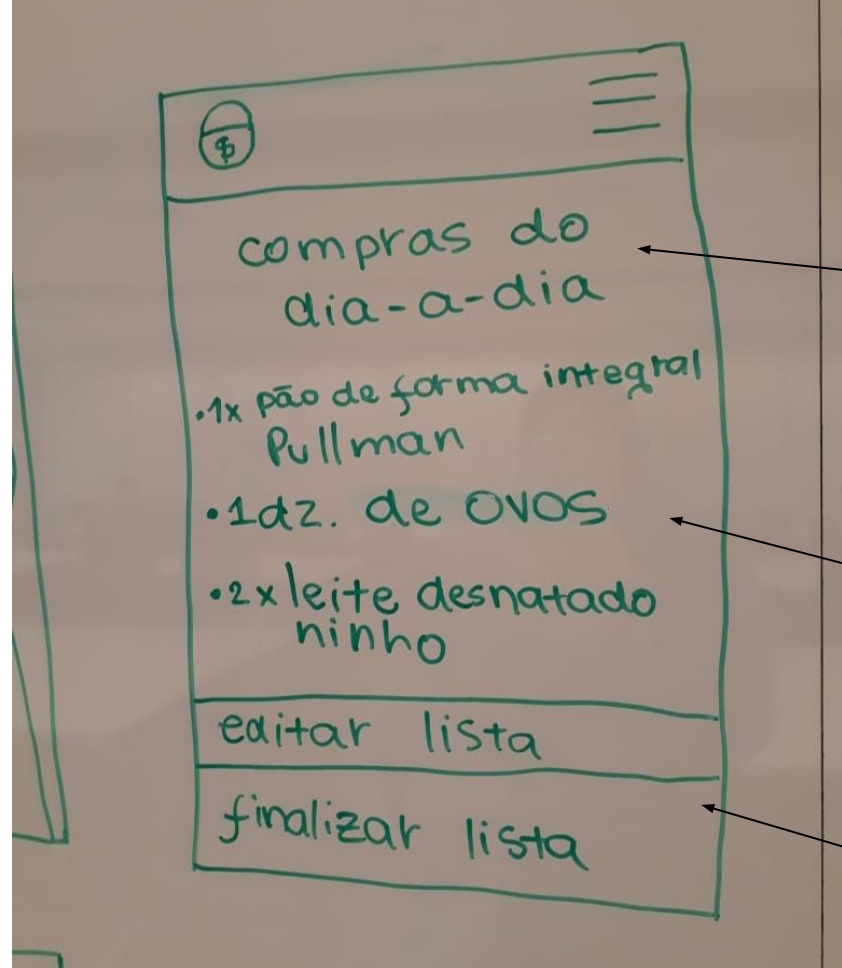 $
compras do
dia-a-dia
•1x pão de forma integral
Pullman
•1dz. de ovos
•2x leite desnatado
ninho
editar lista
finalizar lista